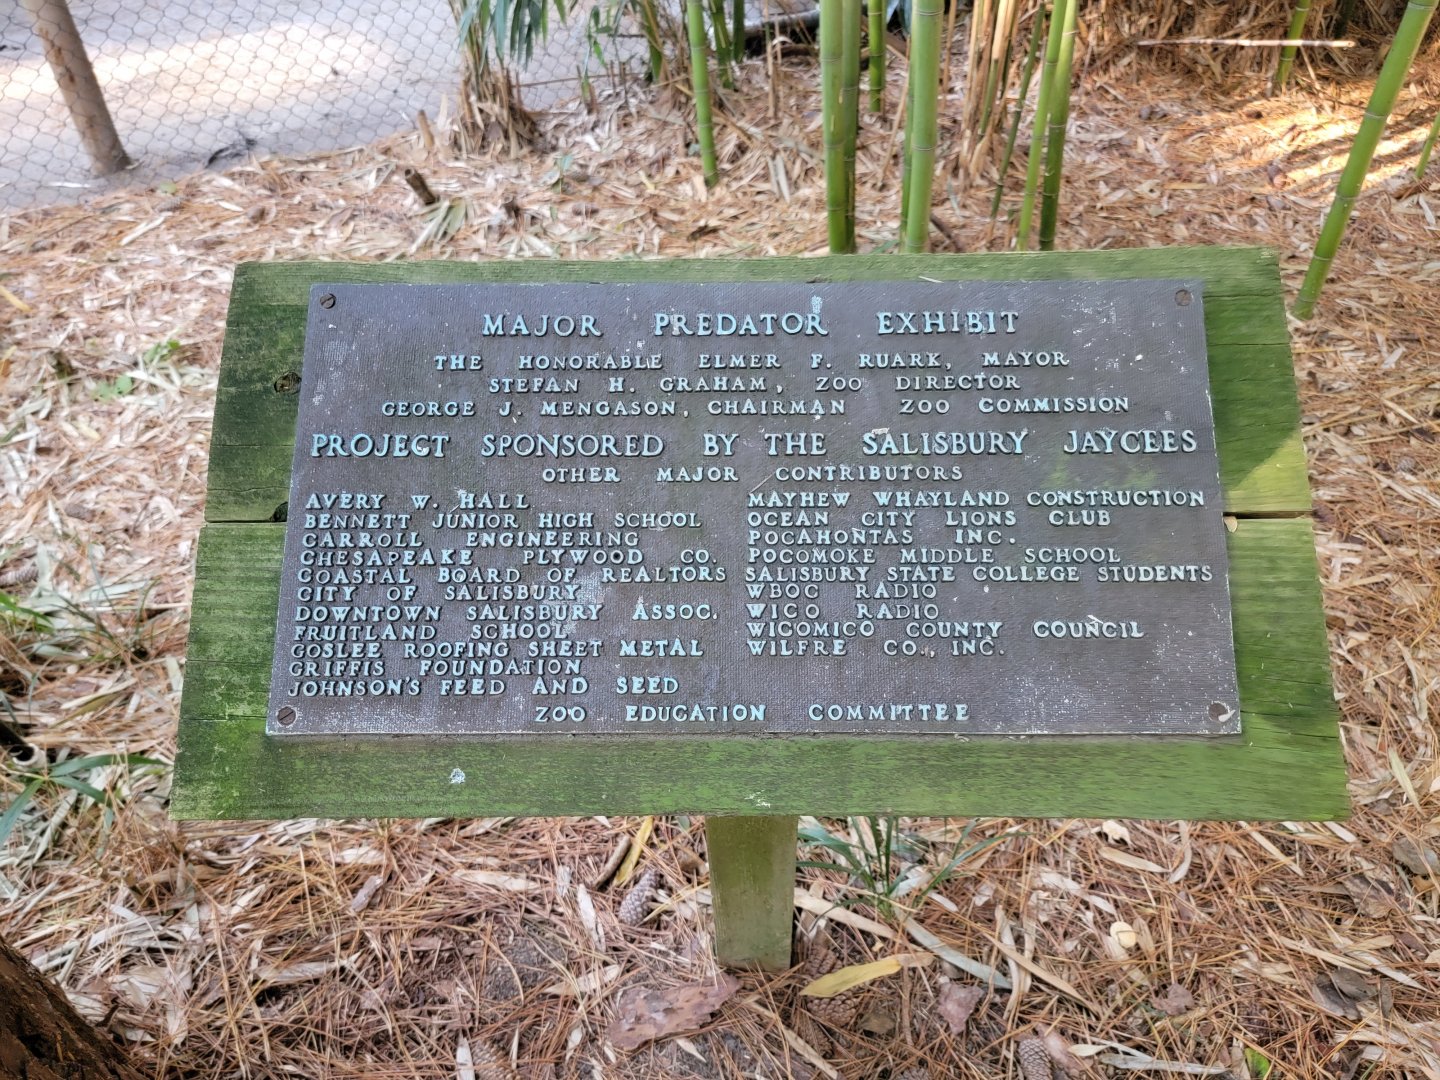 MAJOR PREDATOR EXHIBIT
THE HONORABLE ELMER F. RUARK, MAYOR
STEFAN H. GRAHAM, ZOO DIRECTOR
GEORGE J. MENGASON, CHAIRMAN ZOO COMMISSION
PROJECT SPONSORED BY THE SALISBURY JAYCEES
OTHER MAJOR CONTRIBUTORS
AVERY W. HALL
BENNETT JUNIOR HIGH SCHOOL
CARROLL ENGINEERING
CHESAPEAKE PLYWOOD CO.
COASTAL BOARD OF REALTORS
CITY OF SALISBURY
DOWNTOWN SALISBURY ASSOC.
FRUITLAND SCHOOL
GOSLEE ROOFING SHEET METAL
GRIFFIS FOUNDATION
JOHNSON'S FEED AND SEED
MAYHEW WHAYLAND CONSTRUCTION
OCEAN CITY LIONS CLUB
POCAHONTAS INC.
POCOMOKE MIDDLE SCHOOL
SALISBURY STATE COLLEGE STUDENTS
WBOC RADIO
WICO RADIO
WICOMICO COUNTY COUNCIL
WILFRE CO., INC.
ZOO EDUCATION COMMITTEE